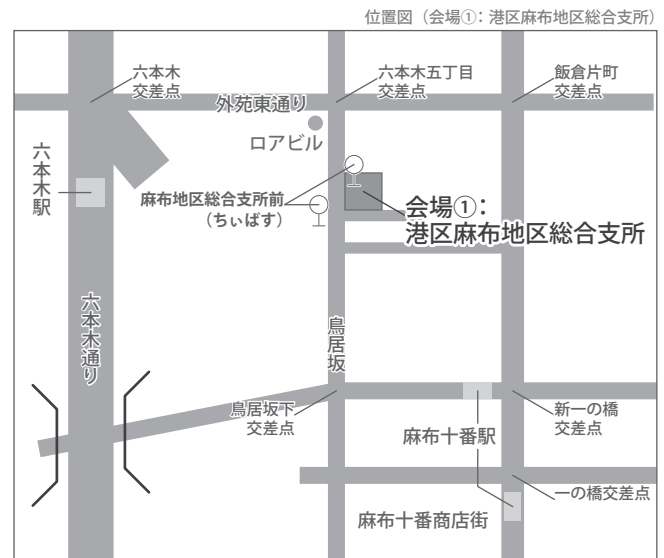 位置図（会場①：港区麻布地区総合支所）
六本木
交差点
六本木五丁目
交差点
飯倉片町
交差点
外苑東通り
ロアビル
六本木駅
麻布地区総合支所前
（ちぃばす）
会場①：
港区麻布地区総合支所
六本木通り
鳥居坂
鳥居坂下
交差点
新一の橋
交差点
麻布十番駅
一の橋交差点
麻布十番商店街